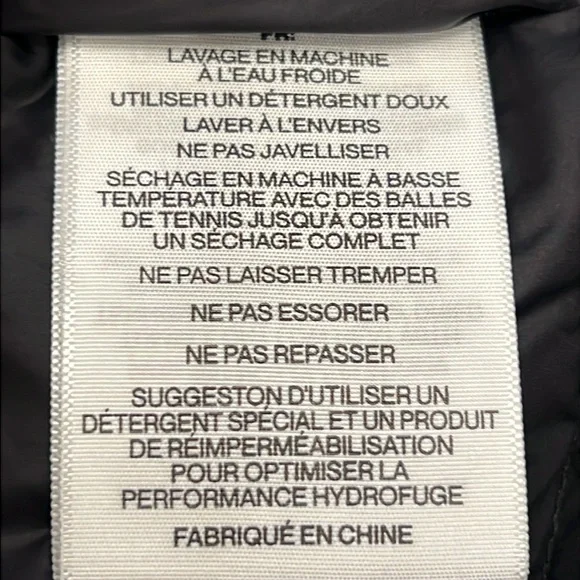 FR:
LAVAGE EN MACHINE
À L'EAU FROIDE
UTILISER UN DÉTERGENT DOUX
LAVER À L'ENVERS
NE PAS JAVELLISER
SÉCHAGE EN MACHINE À BASSE
TEMPÉRATURE AVEC DES BALLES
DE TENNIS JUSQU'À OBTENIR
UN SÉCHAGE COMPLET
NE PAS LAISSER TREMPER
NE PAS ESSORER
NE PAS REPASSER
SUGGESTON D'UTILISER UN
DÉTERGENT SPÉCIAL ET UN PRODUIT
DE RÉIMPERMÉABILISATION
POUR OPTIMISER LA
PERFORMANCE HYDROFUGE
FABRIQUÉ EN CHINE